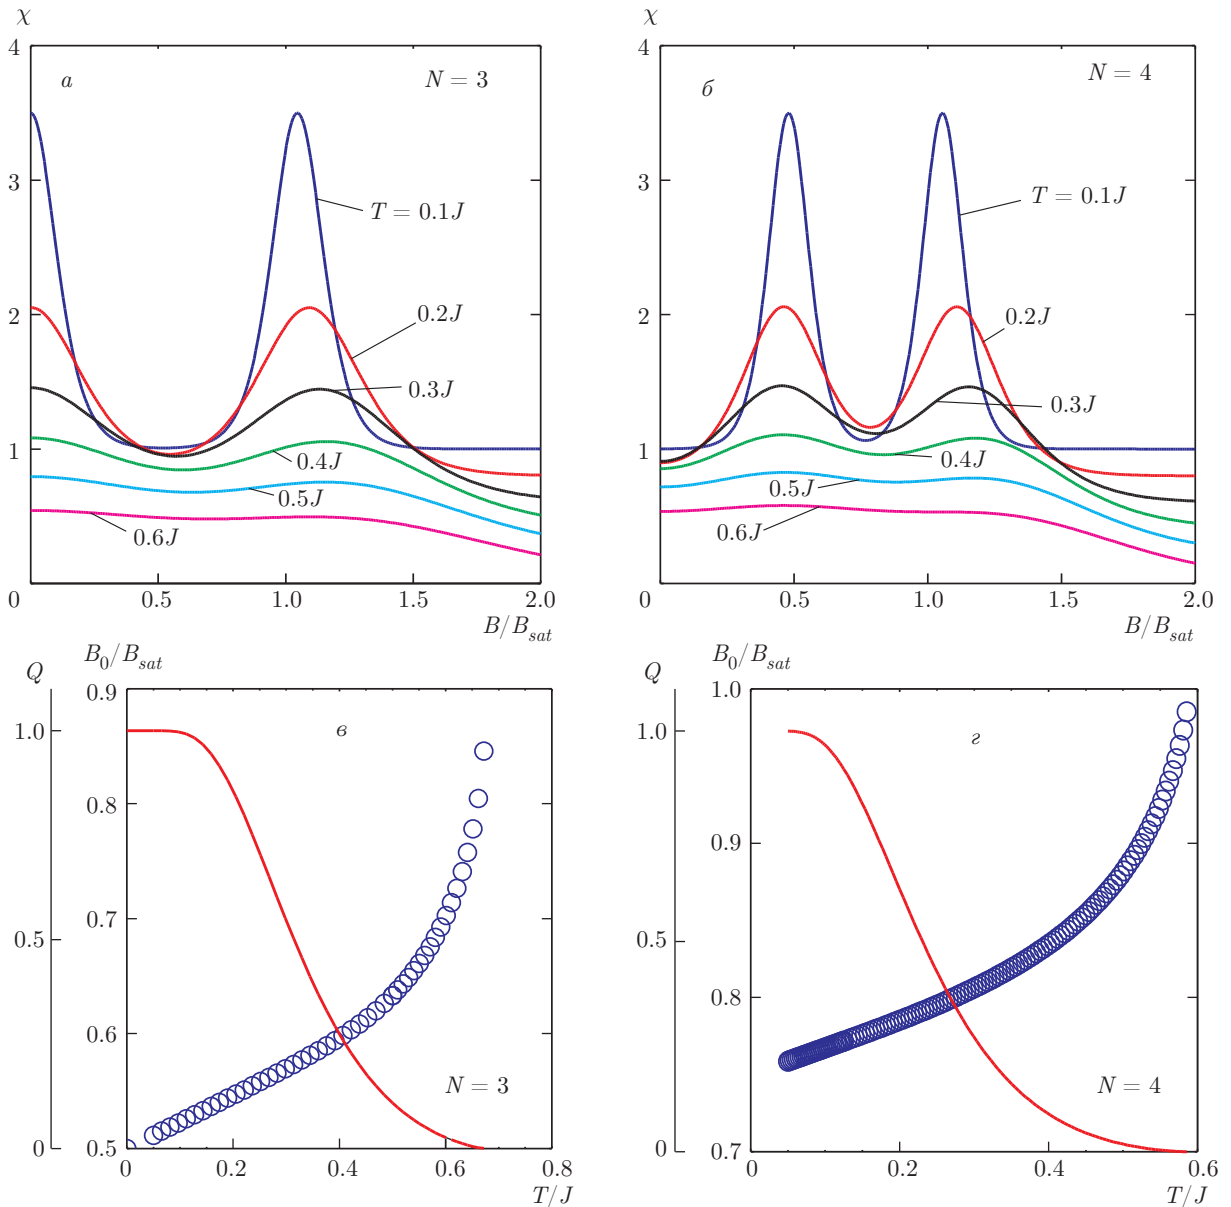 χ
4
3
2
1
0
а
N = 3
T = 0.1J
0.2J
0.3J
0.4J
0.5J
0.6J
0.5
1.0
1.5
2.0
B/B_sat
χ
4
3
2
1
0
б
N = 4
T = 0.1J
0.2J
0.3J
0.4J
0.5J
0.6J
0.5
1.0
1.5
2.0
B/B_sat
Q
1.0
0.5
0
B_0/B_sat
0.9
0.8
0.7
0.6
0.5
в
N = 3
0
0.2
0.4
0.6
0.8
T/J
Q
1.0
0.5
0
B_0/B_sat
1.0
0.9
0.8
0.7
г
N = 4
0
0.2
0.4
0.6
T/J